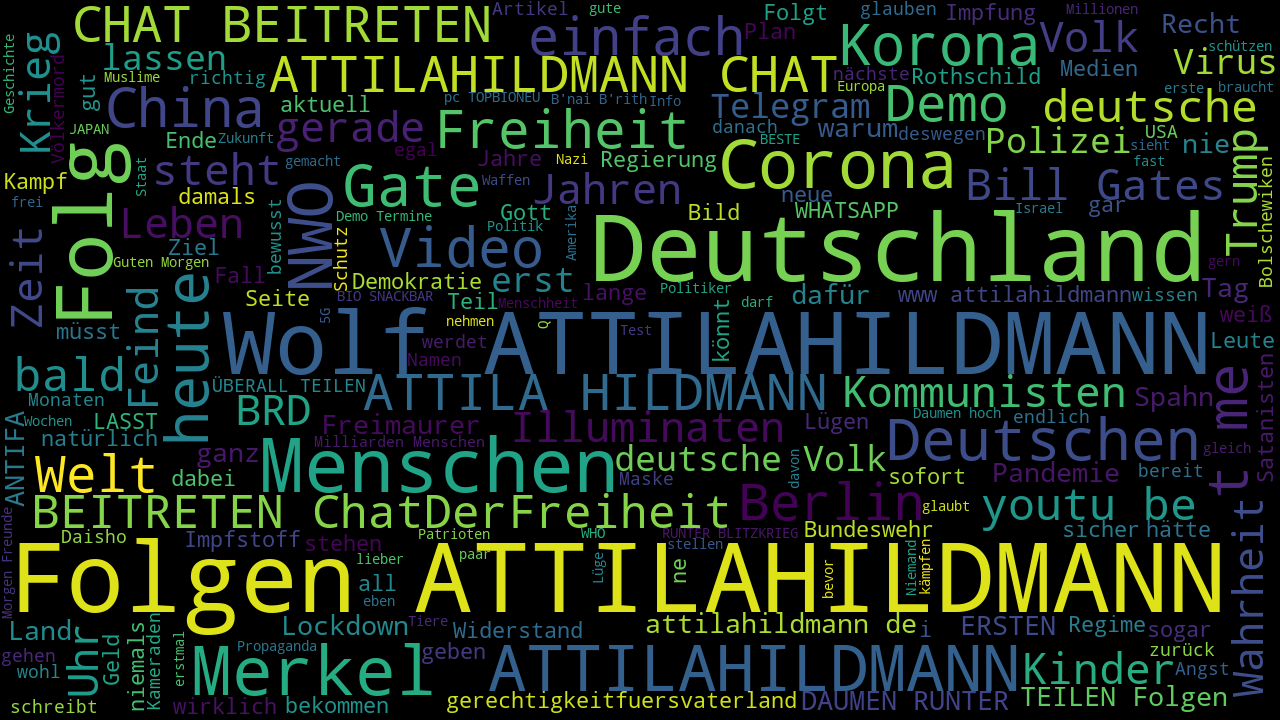 CHAT BEITRETEN
Artikel
gute
einfach
Plan
Folgt
glauben
Impfung
Millionen
Recht
Geschichte
Krieg
Völkermord
lassen
gut
Muslime
richtig
ATTILAHILDMANN CHAT
Korona
nächste
Europa
Rothschild
Medien
Volk
Virus
schützen
erste
braucht
China
JAPAN
aktuell
pc TOPBIONEU
B'nai B'rith
Info
Telegram
Demo
deutsche
Ende
Zukunft
gerade
egal
Freiheit
danach
warum
deswegen
BESTE
Polizei
USA
sieht
nie
fast
Kampf
frei
Folg
Staat
steht
gemacht
damals
Gate
Jahre
Waffen
Nazi
Regierung
Jahren
Corona
neue
Bill Gates
gar
Trump
Bolschewiken
Leben
Ziel
Guten Morgen
Fall
bewusst
NWO
Schutz
Demo Termine
Gott
Politik
Video
Amerika
Bild
WHATSAPP
Israel
Deutschland
gern
Zeit
Feind
heute
Seite
BIO SNACKBAR
Demokratie
Teil
erst
Menschheit
lange
Politiker
darf
dafür
www attilahildmann
wissen
Tag
weiß
müsst
5G
nehmen
Q
Test
könnt
Wolf ATTILAHILDMANN
werdet
Namen
Leute
bald
Monaten
ÜBERALL TEILEN
ATTILA HILDMANN
Kommunisten
Spahn
me
Satanisten
ANTIFA
Wochen
LASST
natürlich
BRD
Freimaurer
Milliarden Menschen
Illuminaten
Lügen
Daumen hoch
endlich
Deutschen
gleich
Welt
dabei
ganz
Menschen
deutsche Volk
Maske
davon
sofort
Pandemie
bereit
t
BEITRETEN ChatDerFreiheit
Berlin
glaubt
youtu be
Morgen Freunde
Daisho
Impfstoff
stehen
Patrioten
WHO
RUNTER BLITZKRIEG
Bundeswehr
sicher
hätte
Wahrheit
Folgen ATTILAHILDMANN
lieber
paar
all
eben
Lüge
stellen
ne
bevor
Niemand
kämpfen
Land
Uhr
Geld
niemals
Kameraden
erstmal
Lockdown
Tiere
Widerstand
attilahildmann de
i
ERSTEN
Regime
sogar
zurück
gehen
wohl
Propaganda
Merkel
geben
ATTILAHILDMANN
Kinder
Angst
schreibt
wirklich
bekommen
gerechtigkeitfuersvaterland
DAUMEN RUNTER
TEILEN Folgen